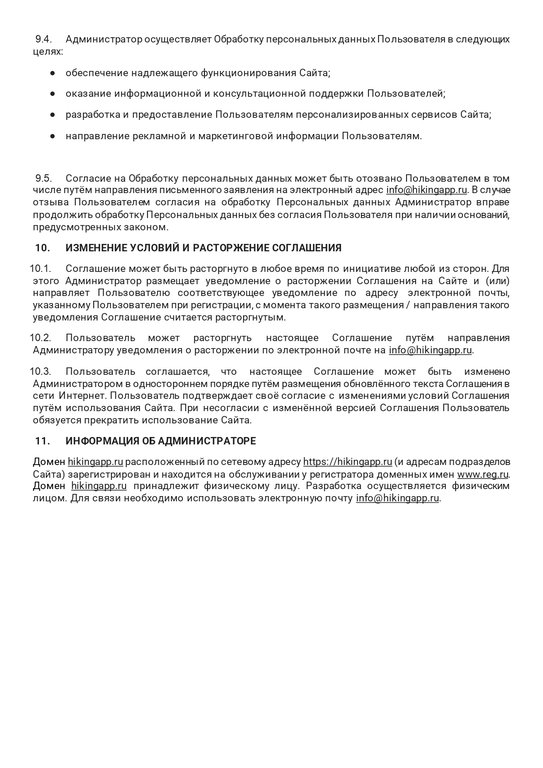 9.4. Администратор осуществляет Обработку персональных данных Пользователя в следующих
целях:
● обеспечение надлежащего функционирования Сайта;
● оказание информационной и консультационной поддержки Пользователей;
● разработка и предоставление Пользователям персонализированных сервисов Сайта;
● направление рекламной и маркетинговой информации Пользователям.
9.5. Согласие на Обработку персональных данных может быть отозвано Пользователем в том
числе путём направления письменного заявления на электронный адрес info@hikingapp.ru. В случае
отзыва Пользователем согласия на обработку Персональных данных Администратор вправе
продолжить обработку Персональных данных без согласия Пользователя при наличии оснований,
предусмотренных законом.
10. ИЗМЕНЕНИЕ УСЛОВИЙ И РАСТОРЖЕНИЕ СОГЛАШЕНИЯ
10.1. Соглашение может быть расторгнуто в любое время по инициативе любой из сторон. Для
этого Администратор размещает уведомление о расторжении Соглашения на Сайте и (или)
направляет Пользователю соответствующее уведомление по адресу электронной почты,
указанному Пользователем при регистрации, с момента такого размещения / направления такого
уведомления Соглашение считается расторгнутым.
10.2. Пользователь может расторгнуть настоящее Соглашение путём направления
Администратору уведомления о расторжении по электронной почте на info@hikingapp.ru.
10.3. Пользователь соглашается, что настоящее Соглашение может быть изменено
Администратором в одностороннем порядке путём размещения обновлённого текста Соглашения в
сети Интернет. Пользователь подтверждает своё согласие с изменениями условий Соглашения
путём использования Сайта. При несогласии с изменённой версией Соглашения Пользователь
обязуется прекратить использование Сайта.
11. ИНФОРМАЦИЯ ОБ АДМИНИСТРАТОРЕ
Домен hikingapp.ru расположенный по сетевому адресу https://hikingapp.ru (и адресам подразделов
Сайта) зарегистрирован и находится на обслуживании у регистратора доменных имен www.reg.ru.
Домен hikingapp.ru принадлежит физическому лицу. Разработка осуществляется физическим
лицом. Для связи необходимо использовать электронную почту info@hikingapp.ru.